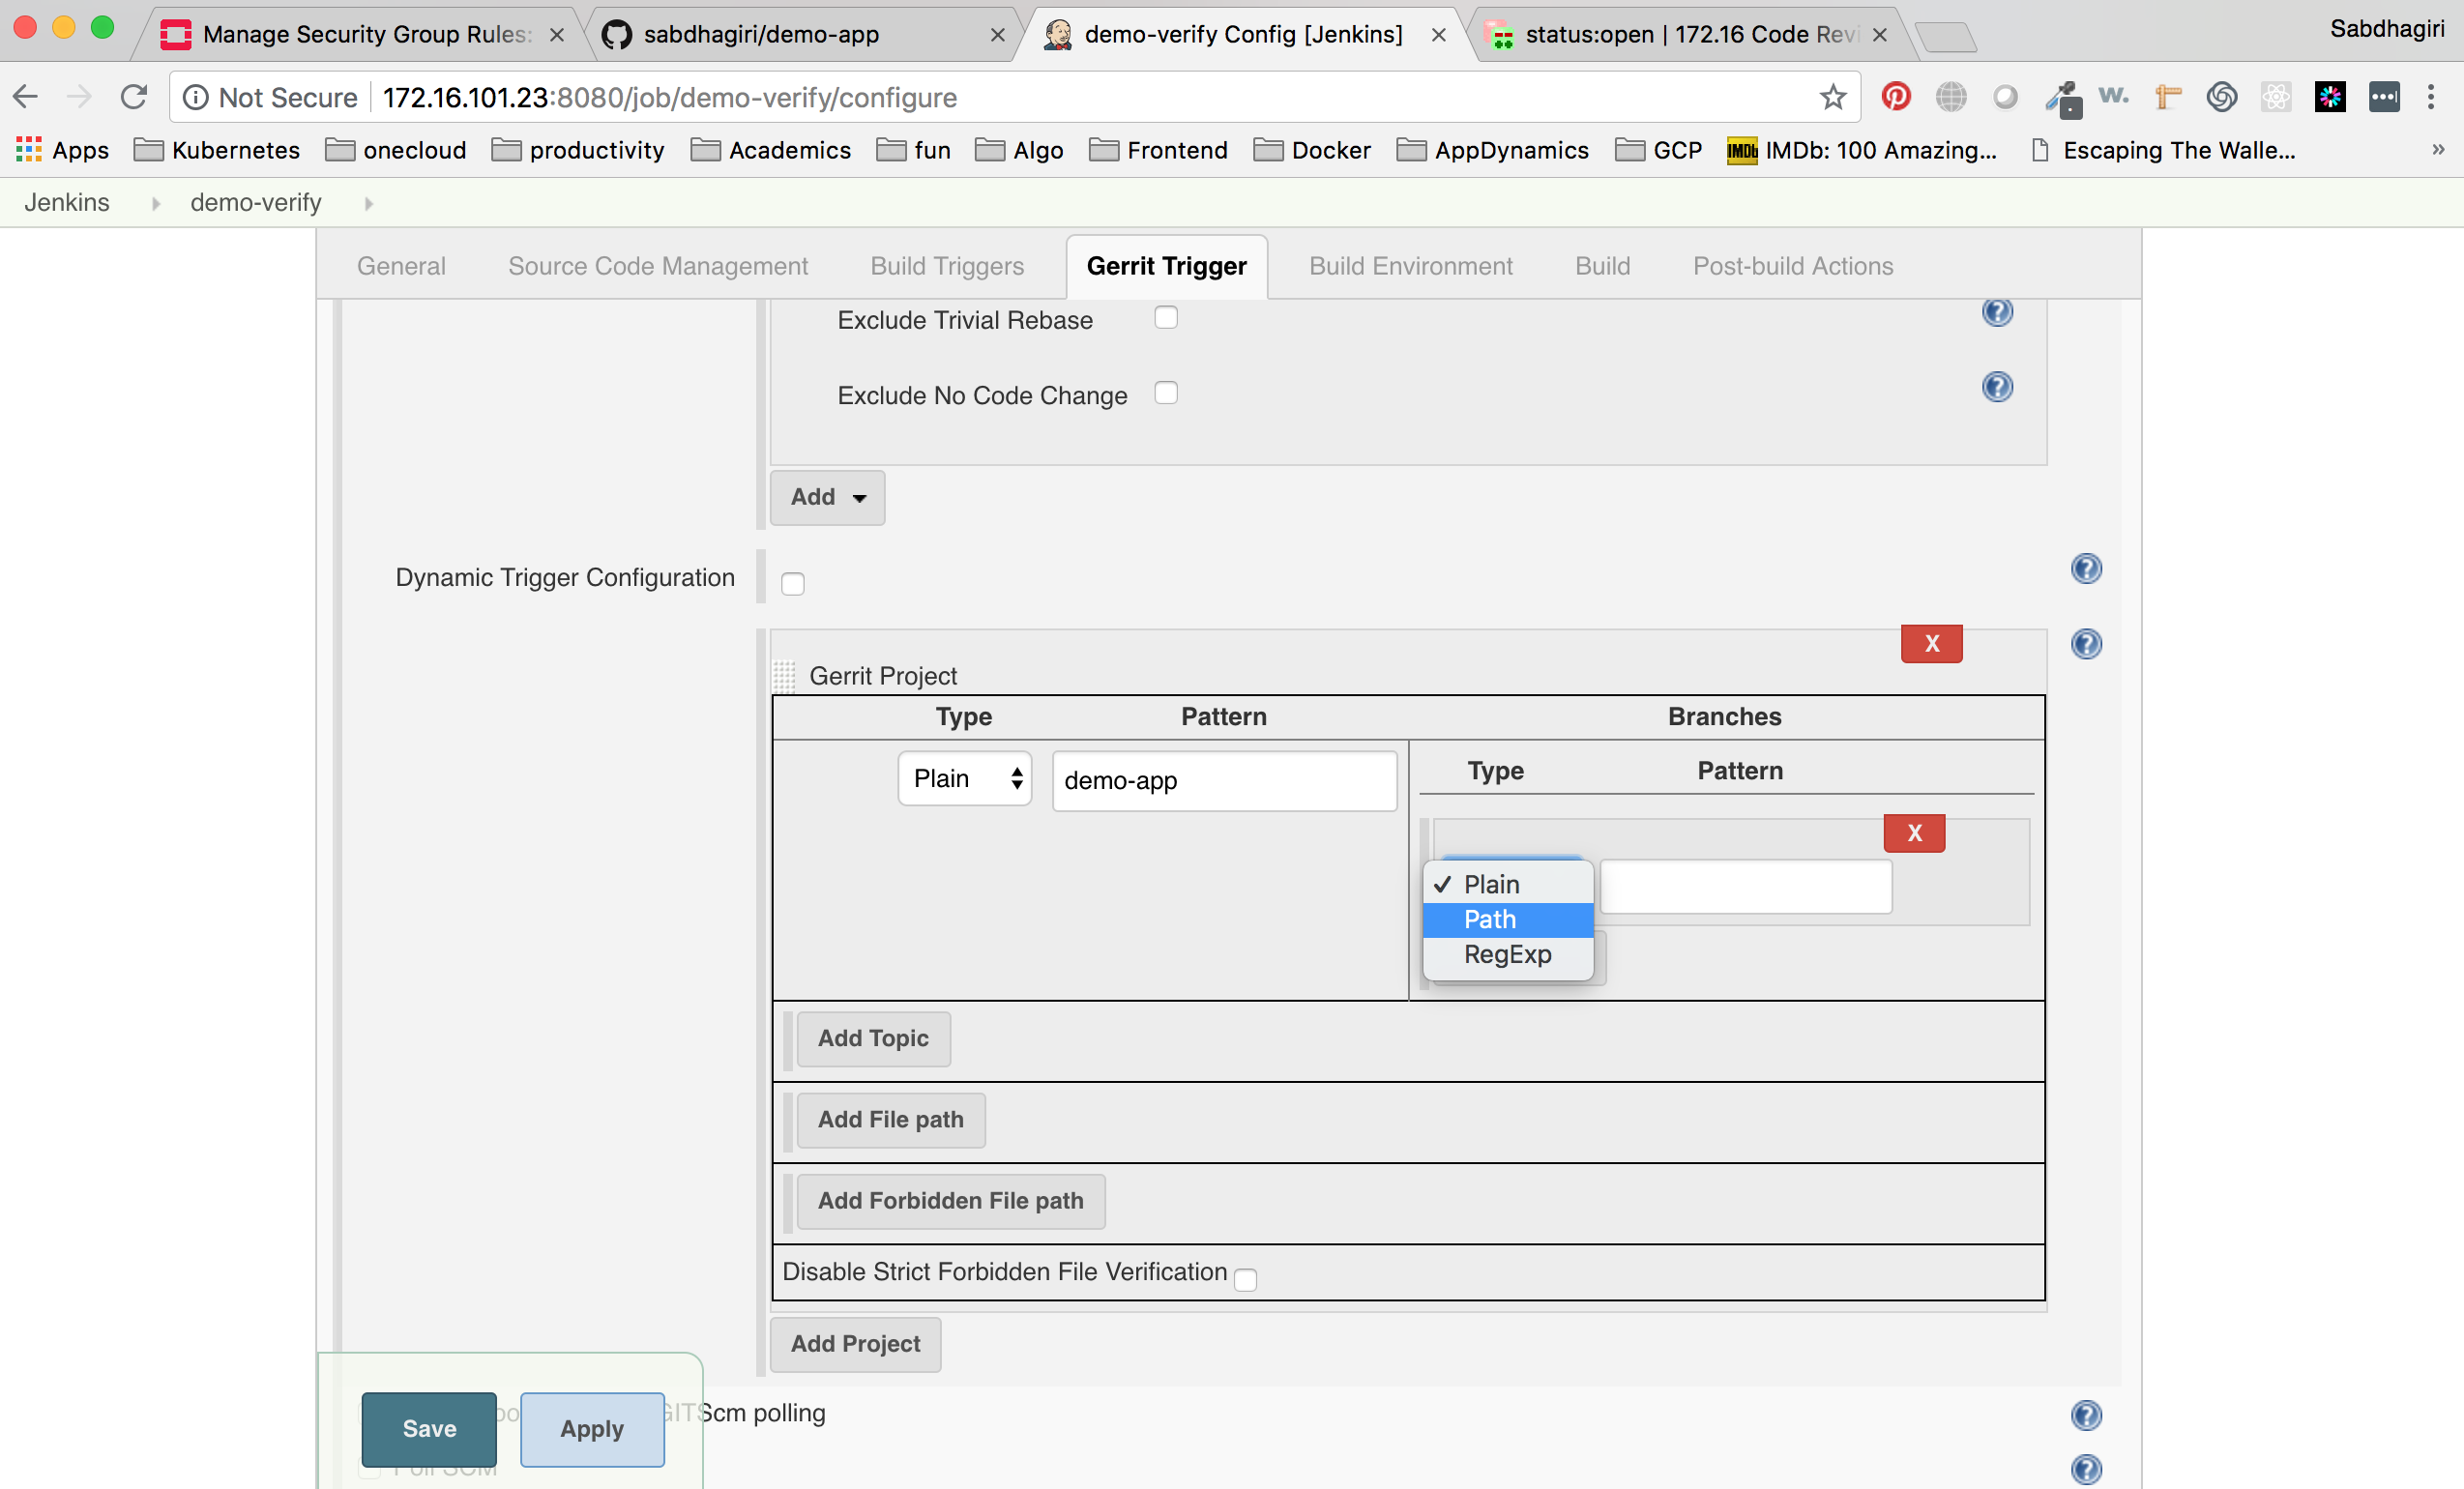 Manage Security Group Rules:
sabdhagiri/demo-app
demo-verify Config [Jenkins]
status:open | 172.16 Code Revi
Sabdhagiri
Not Secure
172.16.101.23:8080/job/demo-verify/configure
w.
Apps
Kubernetes
onecloud
productivity
Academics
fun
Algo
Frontend
Docker
AppDynamics
GCP
IMDb
IMDb: 100 Amazing...
Escaping The Walle...
»
Jenkins
demo-verify
General
Source Code Management
Build Triggers
Gerrit Trigger
Build Environment
Build
Post-build Actions
Exclude Trivial Rebase
?
Exclude No Code Change
?
Add
Dynamic Trigger Configuration
?
X
?
Gerrit Project
Type
Pattern
Branches
Plain
demo-app
Type
Pattern
X
✓ Plain
Path
RegExp
Add Topic
Add File path
Add Forbidden File path
Disable Strict Forbidden File Verification
Add Project
Save
Apply
GITScm polling
?
Poll SCM
?